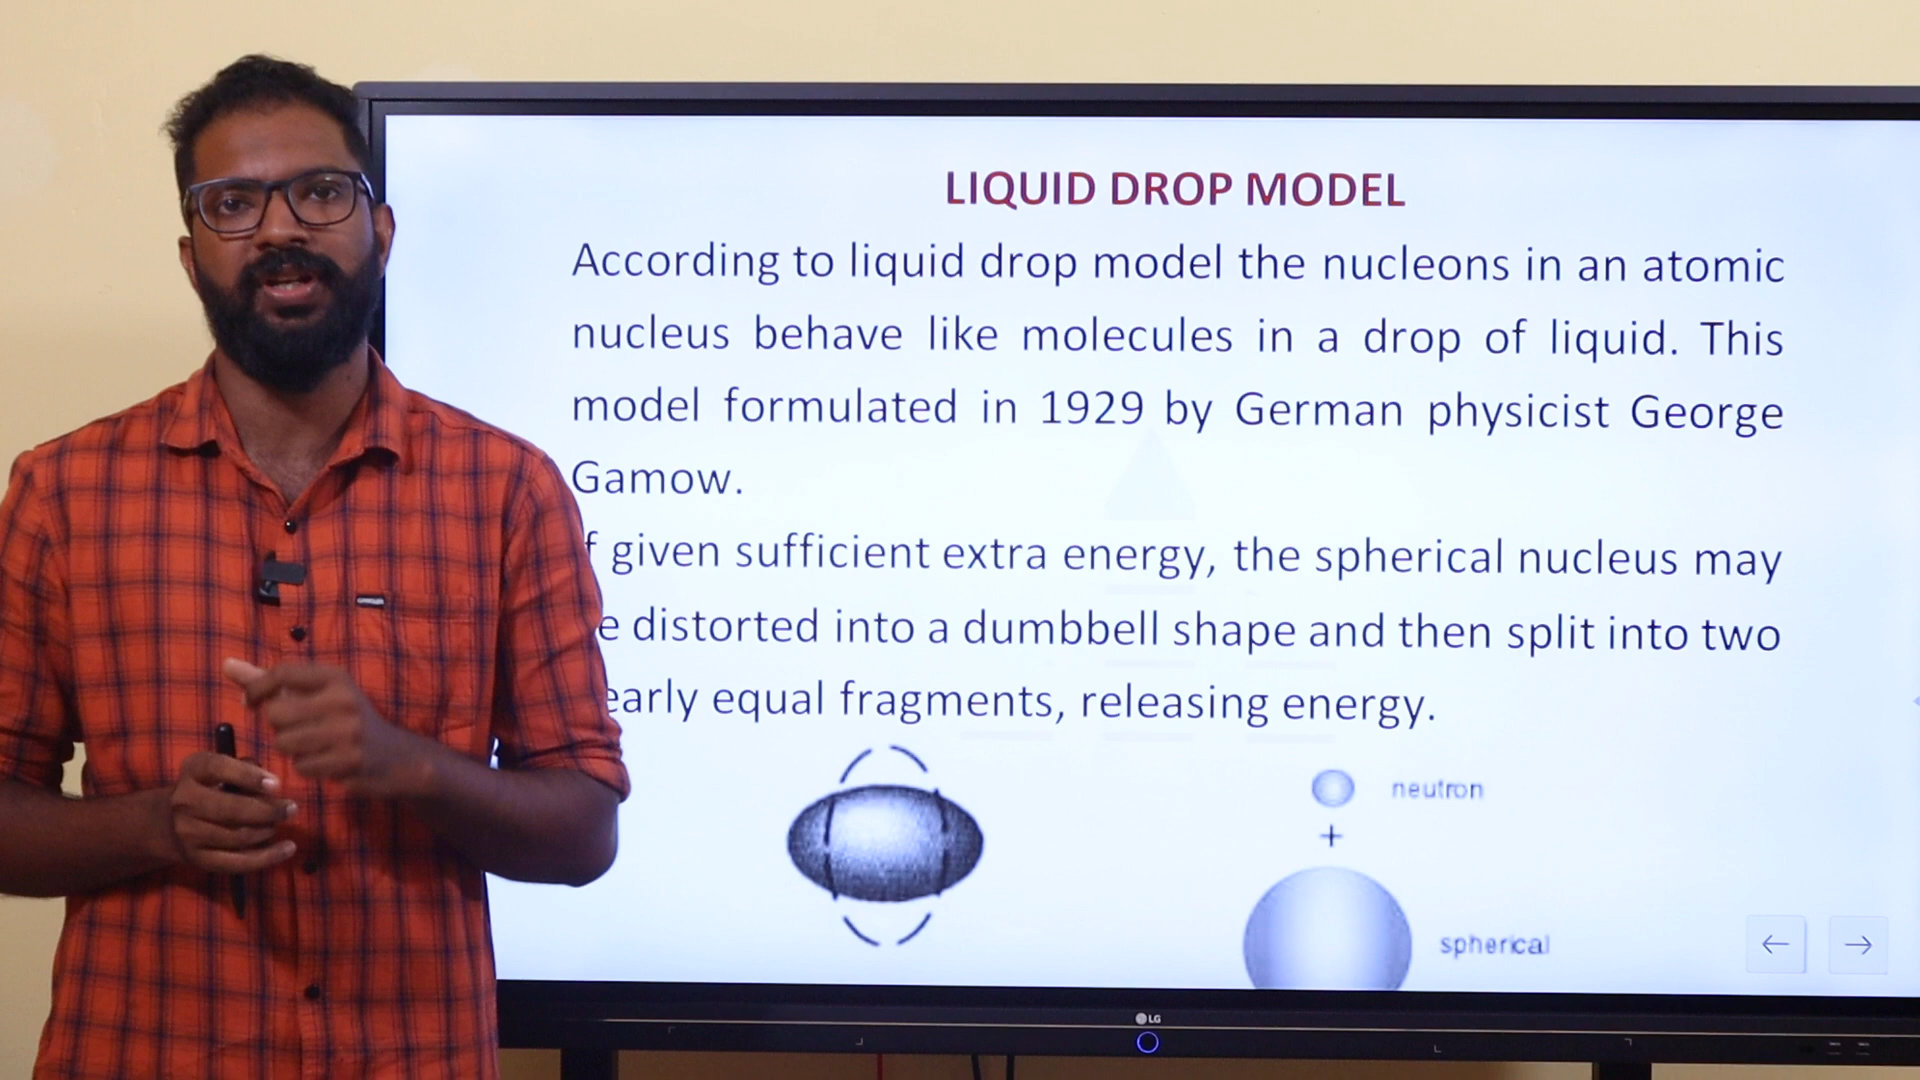 LIQUID DROP MODEL
According to liquid drop model the nucleons in an atomic
nucleus behave like molecules in a drop of liquid. This
model formulated in 1929 by German physicist George
Gamow.
f given sufficient extra energy, the spherical nucleus may
e distorted into a dumbbell shape and then split into two
early equal fragments, releasing energy.
neutron
+
spherical
LG